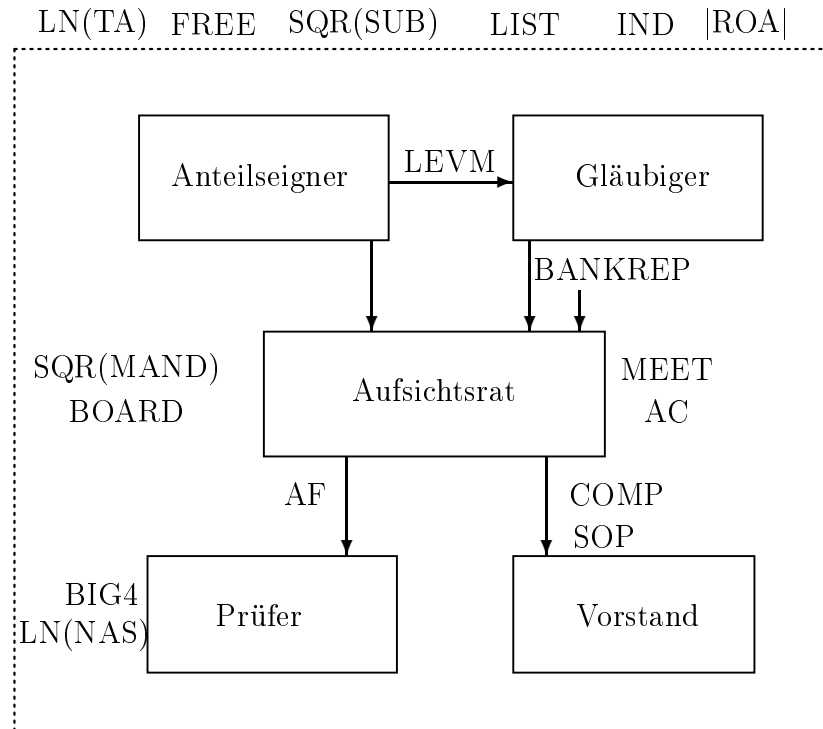 LN(TA) FREE SQR(SUB) LIST IND |ROA|
Anteilseigner LEVM Gläubiger
BANKREP
SQR(MAND) Aufsichtsrat MEET
BOARD AC
AF COMP
SOP
BIG4 Prüfer Vorstand
LN(NAS)